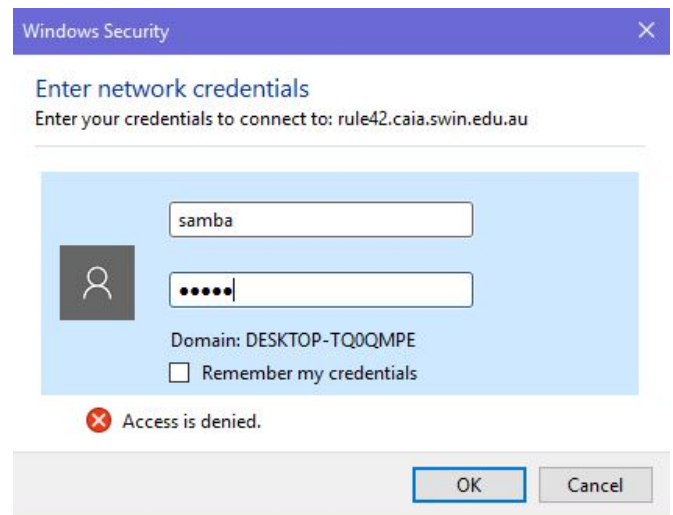 Windows Security
Enter network credentials
Enter your credentials to connect to: rule42.caia.swin.edu.au
samba
●●●●●
Domain: DESKTOP-TQ0QMPE
Remember my credentials
Access is denied.
OK Cancel